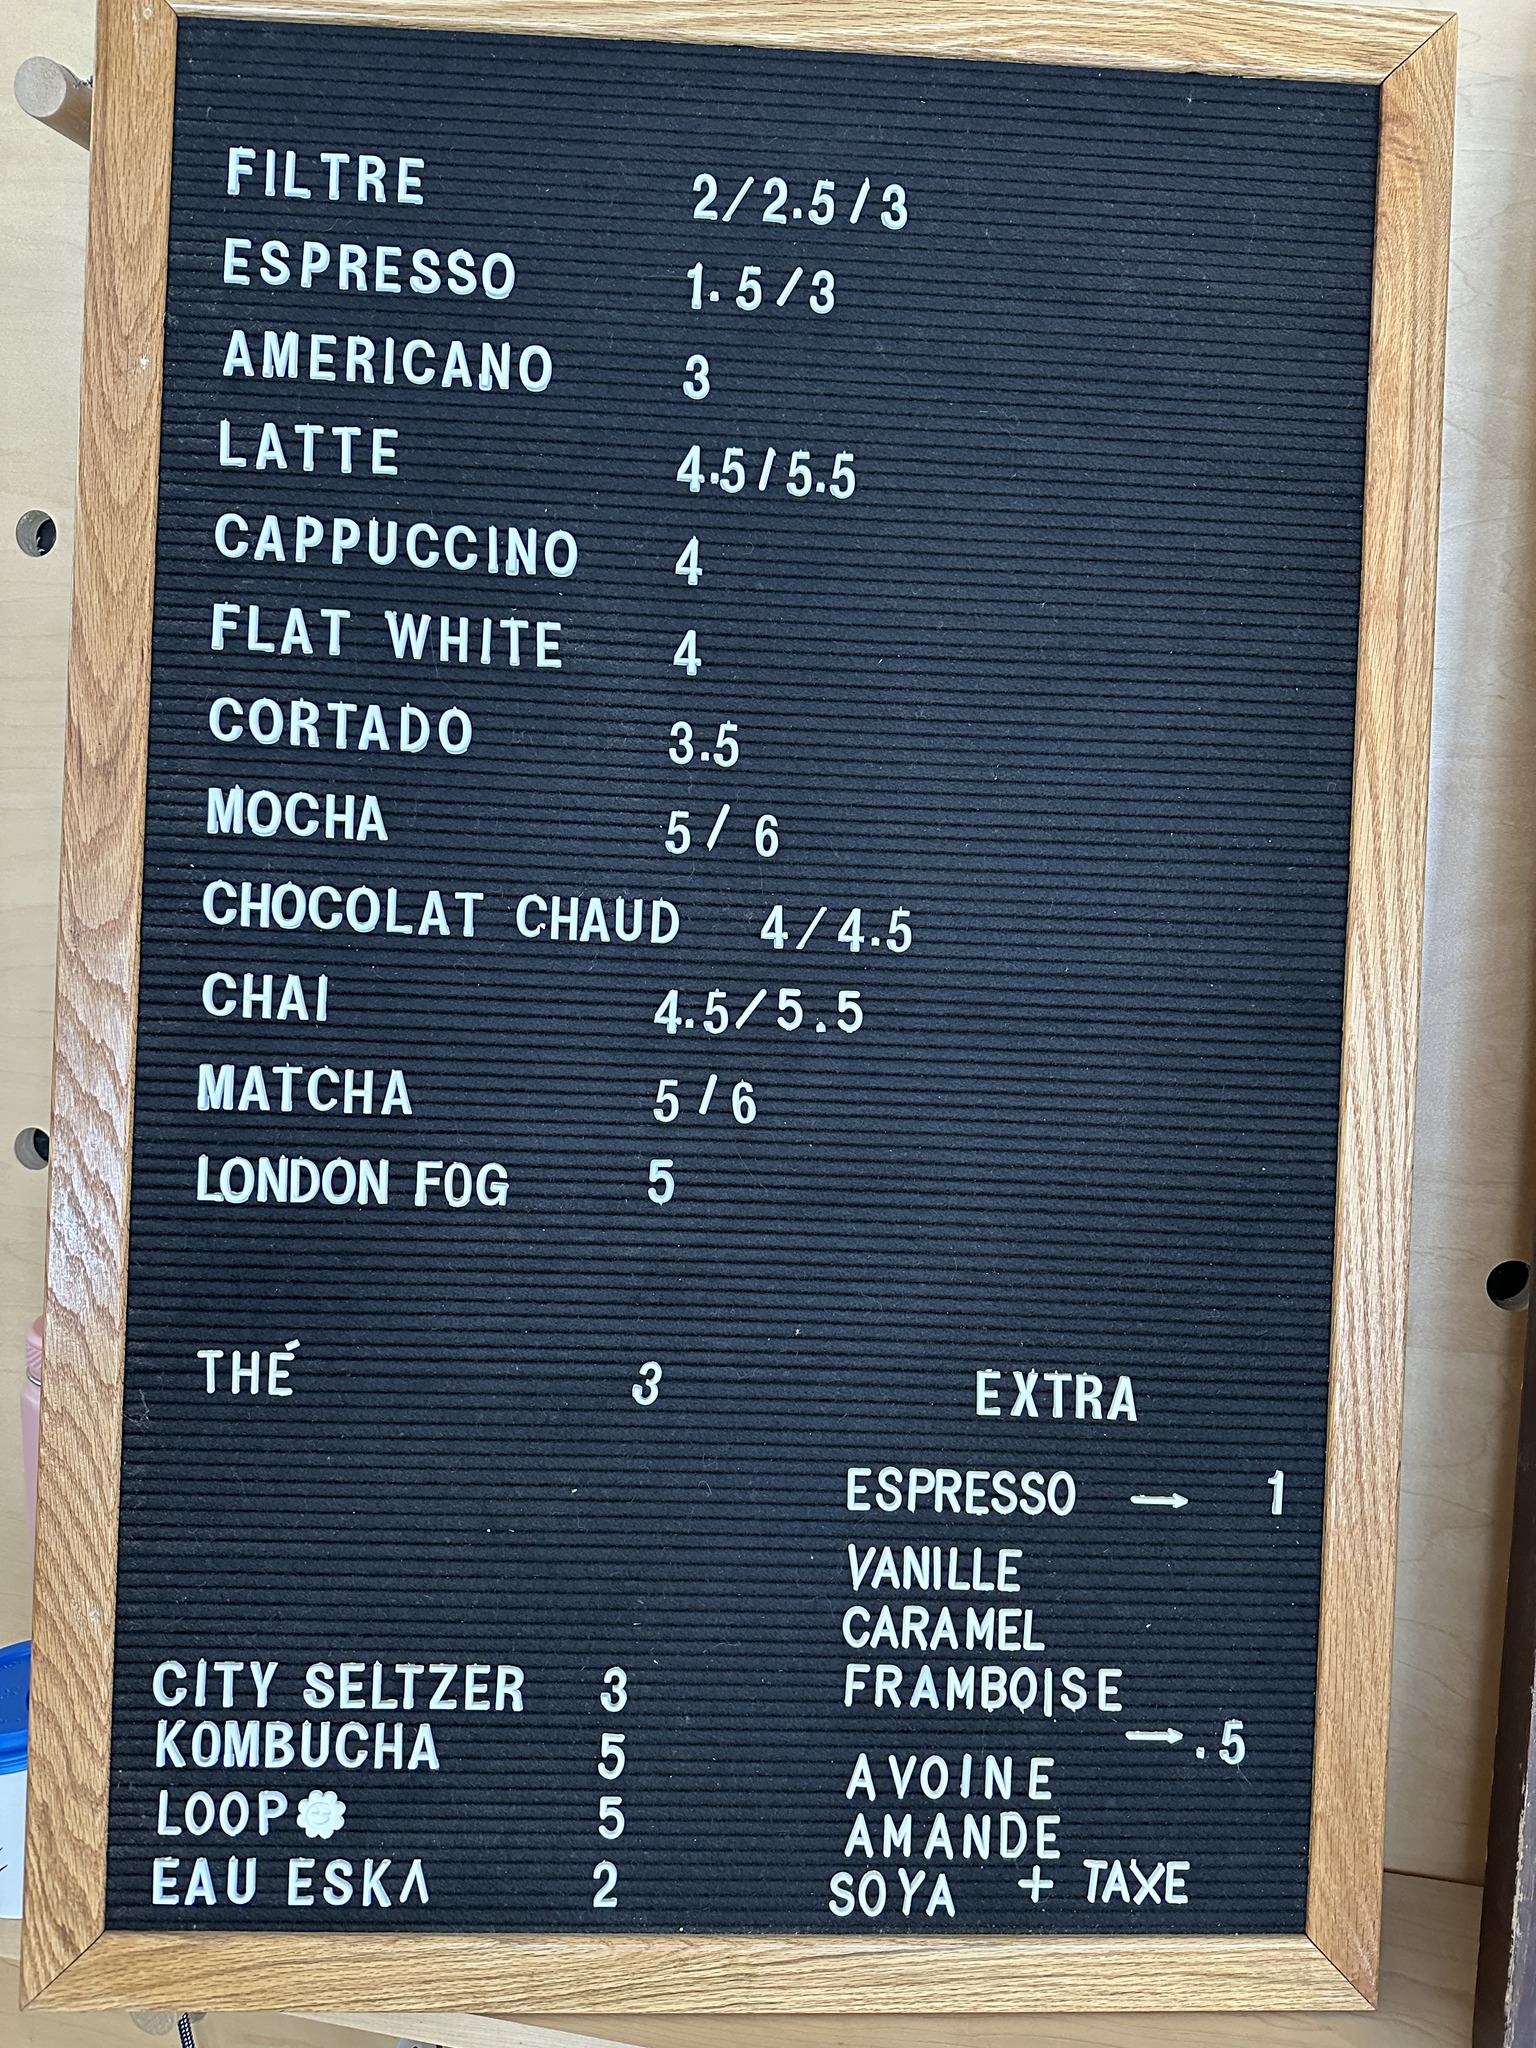 FILTRE 2/2.5/3
ESPRESSO 1.5/3
AMERICANO 3
LATTE 4.5/5.5
CAPPUCCINO 4
FLAT WHITE 4
CORTADO 3.5
MOCHA 5/ 6
CHOCOLAT CHAUD 4/4.5
CHAI 4.5/5.5
MATCHA 5/6
LONDON FOG 5
THÉ 3
CITY SELTZER 3
KOMBUCHA 5
LOOP 5
EAU ESKA 2
EXTRA
ESPRESSO → 1
VANILLE
CARAMEL
FRAMBOISE
→ .5
AVOINE
AMANDE
SOYA
+ TAXE